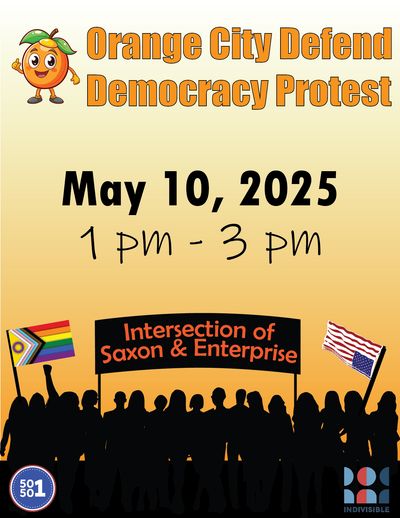 Orange City Defend
Democracy Protest
May 10, 2025
1 pm - 3 pm
Intersection of
Saxon & Enterprise
50
50
1
INDIVISIBLE